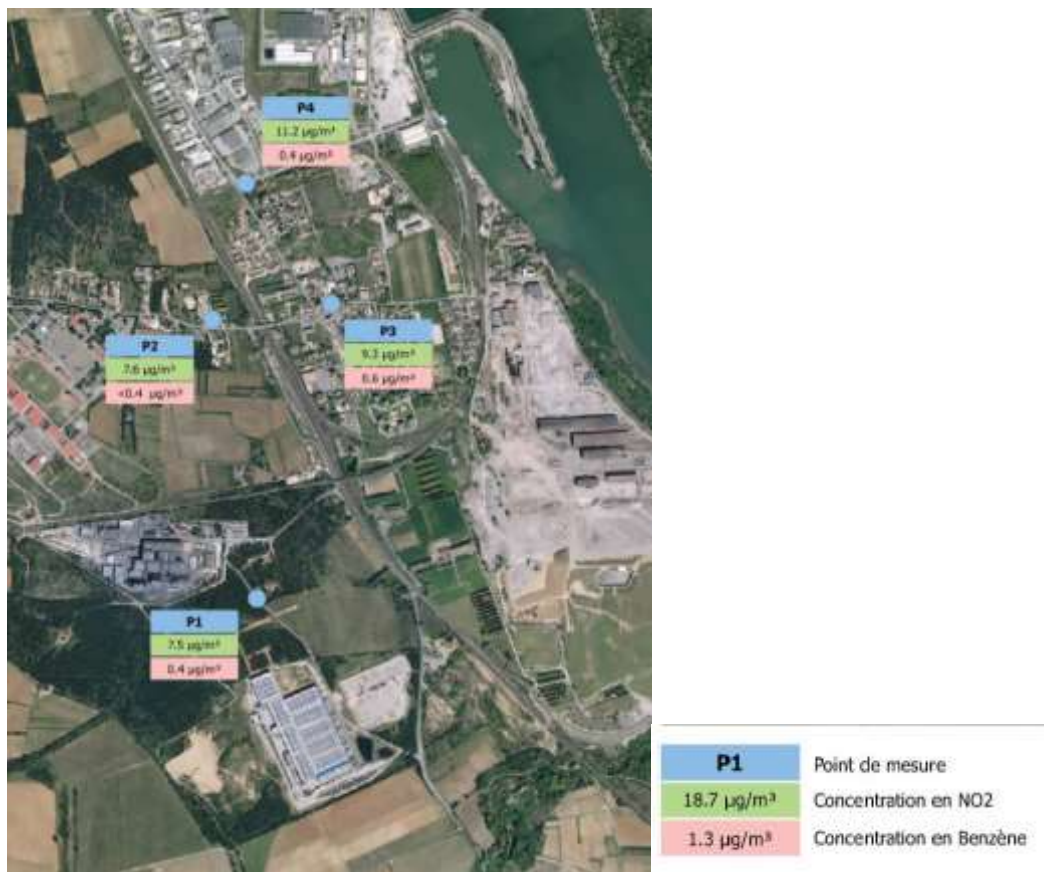 P4
11.2 µg/m³
0.4 µg/m³
P3
9.3 µg/m³
0.6 µg/m³
P2
7.6 µg/m³
<0.4 µg/m³
P1
7.5 µg/m³
0.4 µg/m³
P1
Point de mesure
18.7 µg/m³
Concentration en NO2
1.3 µg/m³
Concentration en Benzène